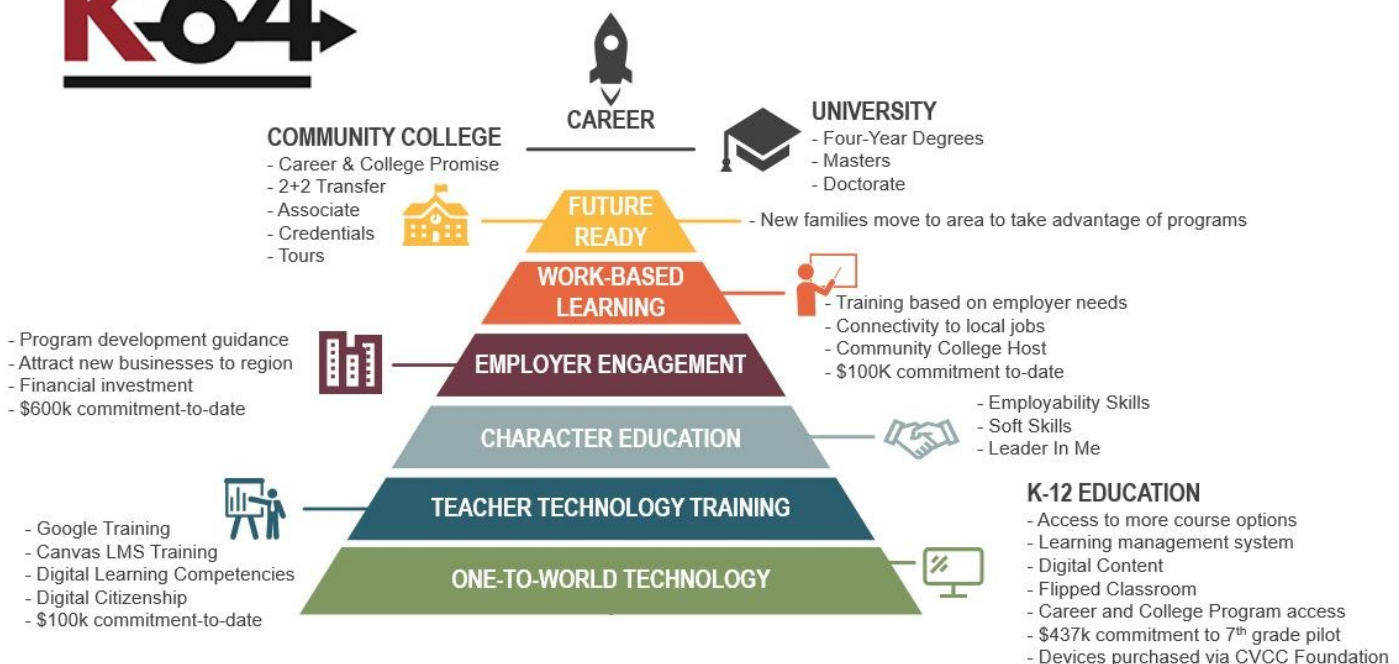 K-64
CAREER
COMMUNITY COLLEGE
- Career & College Promise
- 2+2 Transfer
- Associate
- Credentials
- Tours
UNIVERSITY
- Four-Year Degrees
- Masters
- Doctorate
FUTURE
READY
- New families move to area to take advantage of programs
WORK-BASED
LEARNING
- Training based on employer needs
- Connectivity to local jobs
- Community College Host
- $100K commitment to-date
- Program development guidance
- Attract new businesses to region
- Financial investment
- $600k commitment-to-date
EMPLOYER ENGAGEMENT
CHARACTER EDUCATION
- Employability Skills
- Soft Skills
- Leader In Me
TEACHER TECHNOLOGY TRAINING
- Google Training
- Canvas LMS Training
- Digital Learning Competencies
- Digital Citizenship
- $100k commitment-to-date
ONE-TO-WORLD TECHNOLOGY
K-12 EDUCATION
- Access to more course options
- Learning management system
- Digital Content
- Flipped Classroom
- Career and College Program access
- $437k commitment to 7th grade pilot
- Devices purchased via CVCC Foundation